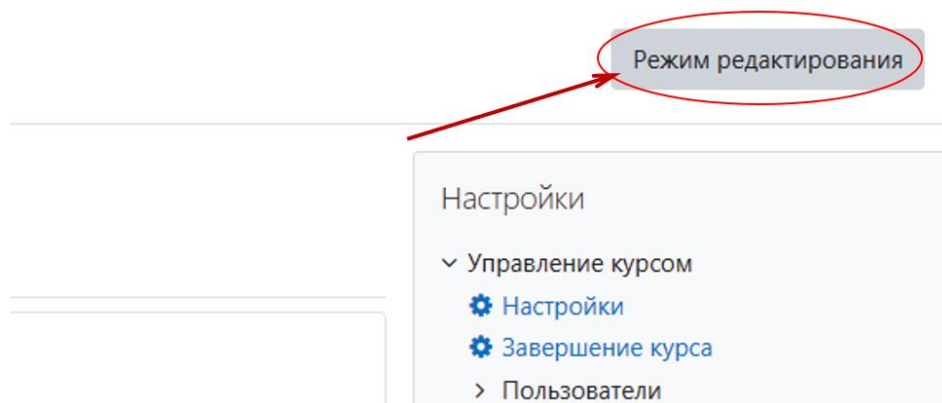 Режим редактирования
Настройки
Управление курсом
Настройки
Завершение курса
Пользователи